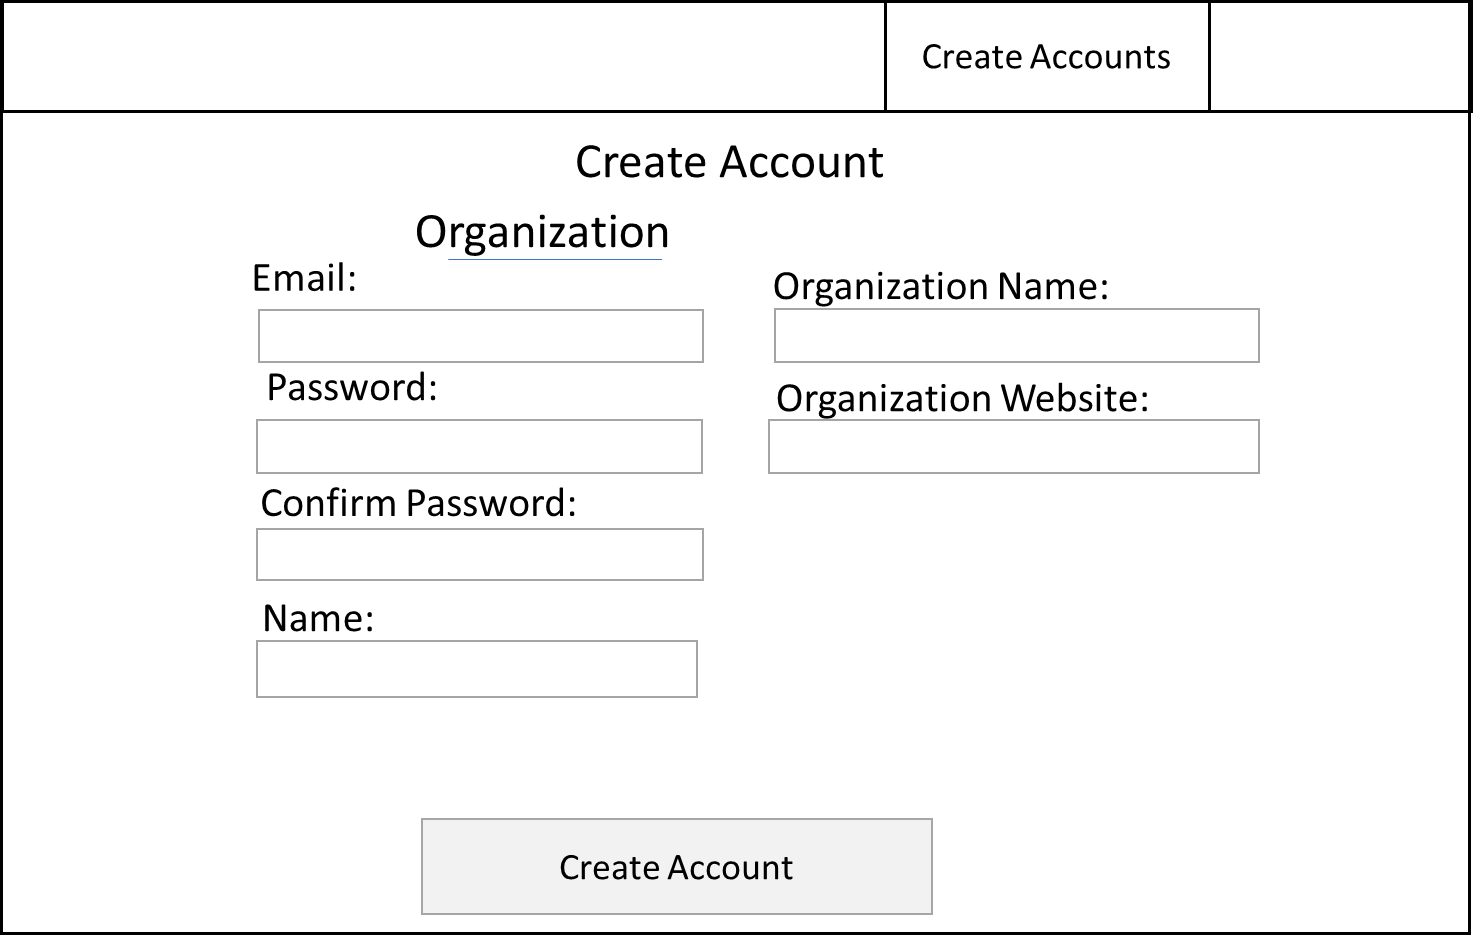 Create Accounts
Create Account
Organization
Email:
Organization Name:
Password:
Organization Website:
Confirm Password:
Name:
Create Account